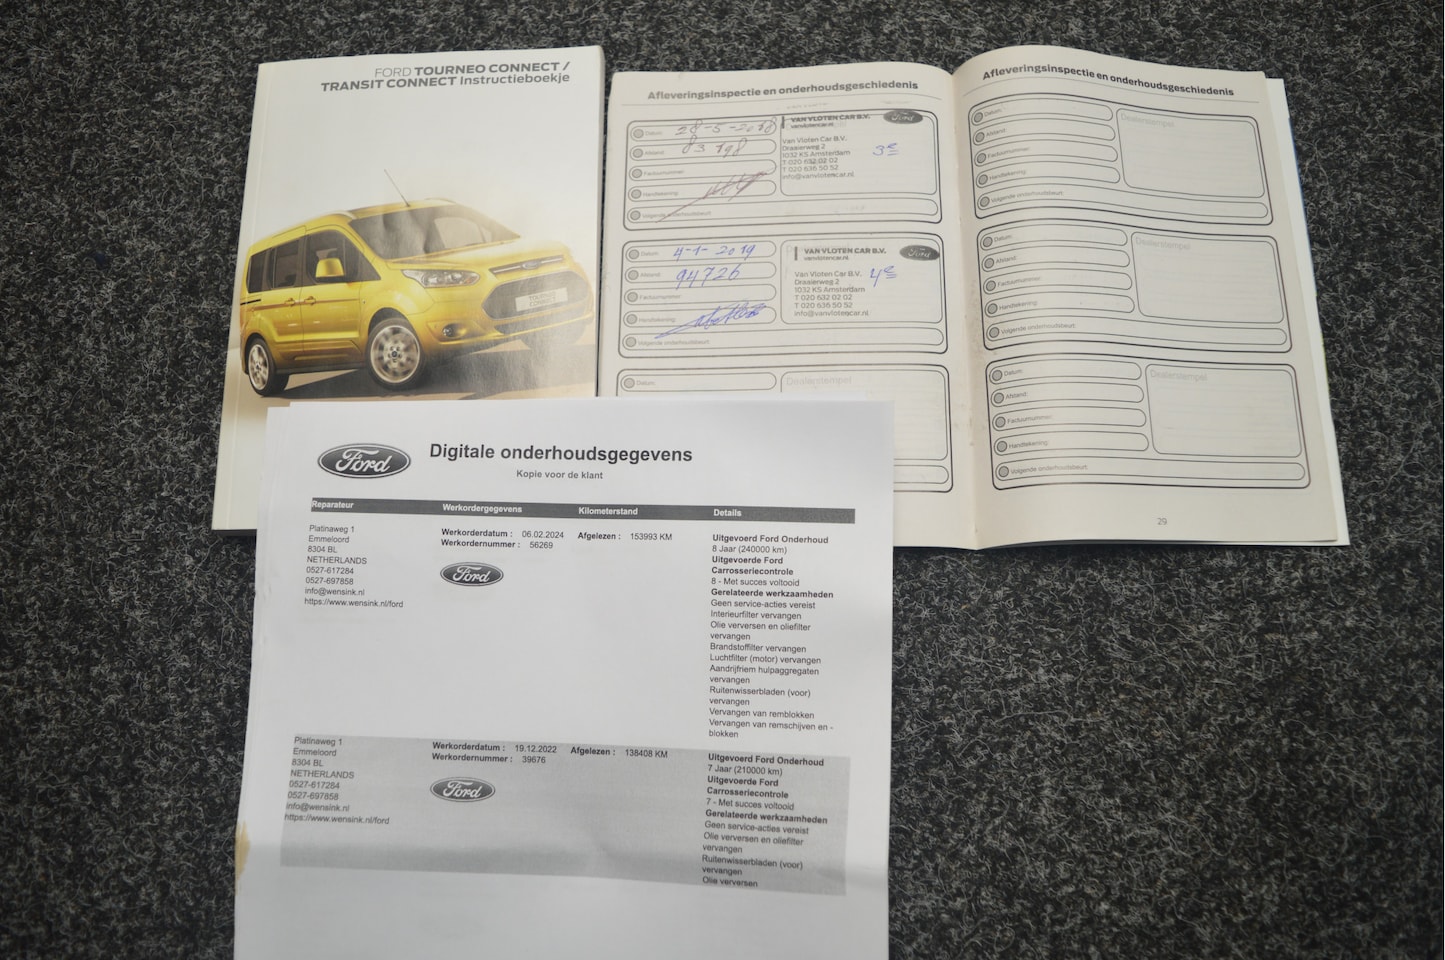 FORD TOURNEO CONNECT /
TRANSIT CONNECT Instructieboekje
TOURNEO
CONNECT
Afleveringsinspectie en onderhoudsgeschiedenis
Datum: 28-5-2018
Afstand: 83198
Factuurnummer:
Handtekening:
Volgende onderhoudsbeurt:
VAN VLOTEN CAR B.V.
vanvlotencar.nl
Ford
Van Vloten Car B.V.
Draaierweg 2
1032 KS Amsterdam
T 020 632 02 02
T 020 636 50 52
info@vanvlotencar.nl
3e
Datum: 4-1-2019
Afstand: 94726
Factuurnummer:
Handtekening:
Volgende onderhoudsbeurt:
VAN VLOTEN CAR B.V.
vanvlotencar.nl
Ford
Van Vloten Car B.V.
Draaierweg 2
1032 KS Amsterdam
T 020 632 02 02
T 020 636 50 52
info@vanvlotencar.nl
4e
Datum:
Dealerstempel
Afleveringsinspectie en onderhoudsgeschiedenis
Datum:
Afstand:
Factuurnummer:
Handtekening:
Volgende onderhoudsbeurt:
Dealerstempel
Datum:
Afstand:
Factuurnummer:
Handtekening:
Volgende onderhoudsbeurt:
Dealerstempel
Datum:
Afstand:
Factuurnummer:
Handtekening:
Volgende onderhoudsbeurt:
Dealerstempel
29
Ford
Digitale onderhoudsgegevens
Kopie voor de klant
Reparateur Werkordergegevens Kilometerstand Details
Platinaweg 1
Emmeloord
8304 BL
NETHERLANDS
0527-617284
0527-697858
info@wensink.nl
https://www.wensink.nl/ford
Werkorderdatum : 06.02.2024
Werkordernummer : 56269
Ford
Afgelezen : 153993 KM
Uitgevoerd Ford Onderhoud
8 Jaar (240000 km)
Uitgevoerde Ford
Carrosseriecontrole
8 - Met succes voltooid
Gerelateerde werkzaamheden
Geen service-acties vereist
Interieurfilter vervangen
Olie verversen en oliefilter
vervangen
Brandstoffilter vervangen
Luchtfilter (motor) vervangen
Aandrijfriem hulpaggregaten
vervangen
Ruitenwisserbladen (voor)
vervangen
Vervangen van remblokken
Vervangen van remschijven en -
blokken
Platinaweg 1
Emmeloord
8304 BL
NETHERLANDS
0527-617284
0527-697858
info@wensink.nl
https://www.wensink.nl/ford
Werkorderdatum : 19.12.2022
Werkordernummer : 39676
Ford
Afgelezen : 138408 KM
Uitgevoerd Ford Onderhoud
7 Jaar (210000 km)
Uitgevoerde Ford
Carrosseriecontrole
7 - Met succes voltooid
Gerelateerde werkzaamheden
Geen service-acties vereist
Olie verversen en oliefilter
vervangen
Ruitenwisserbladen (voor)
vervangen
Olie verversen